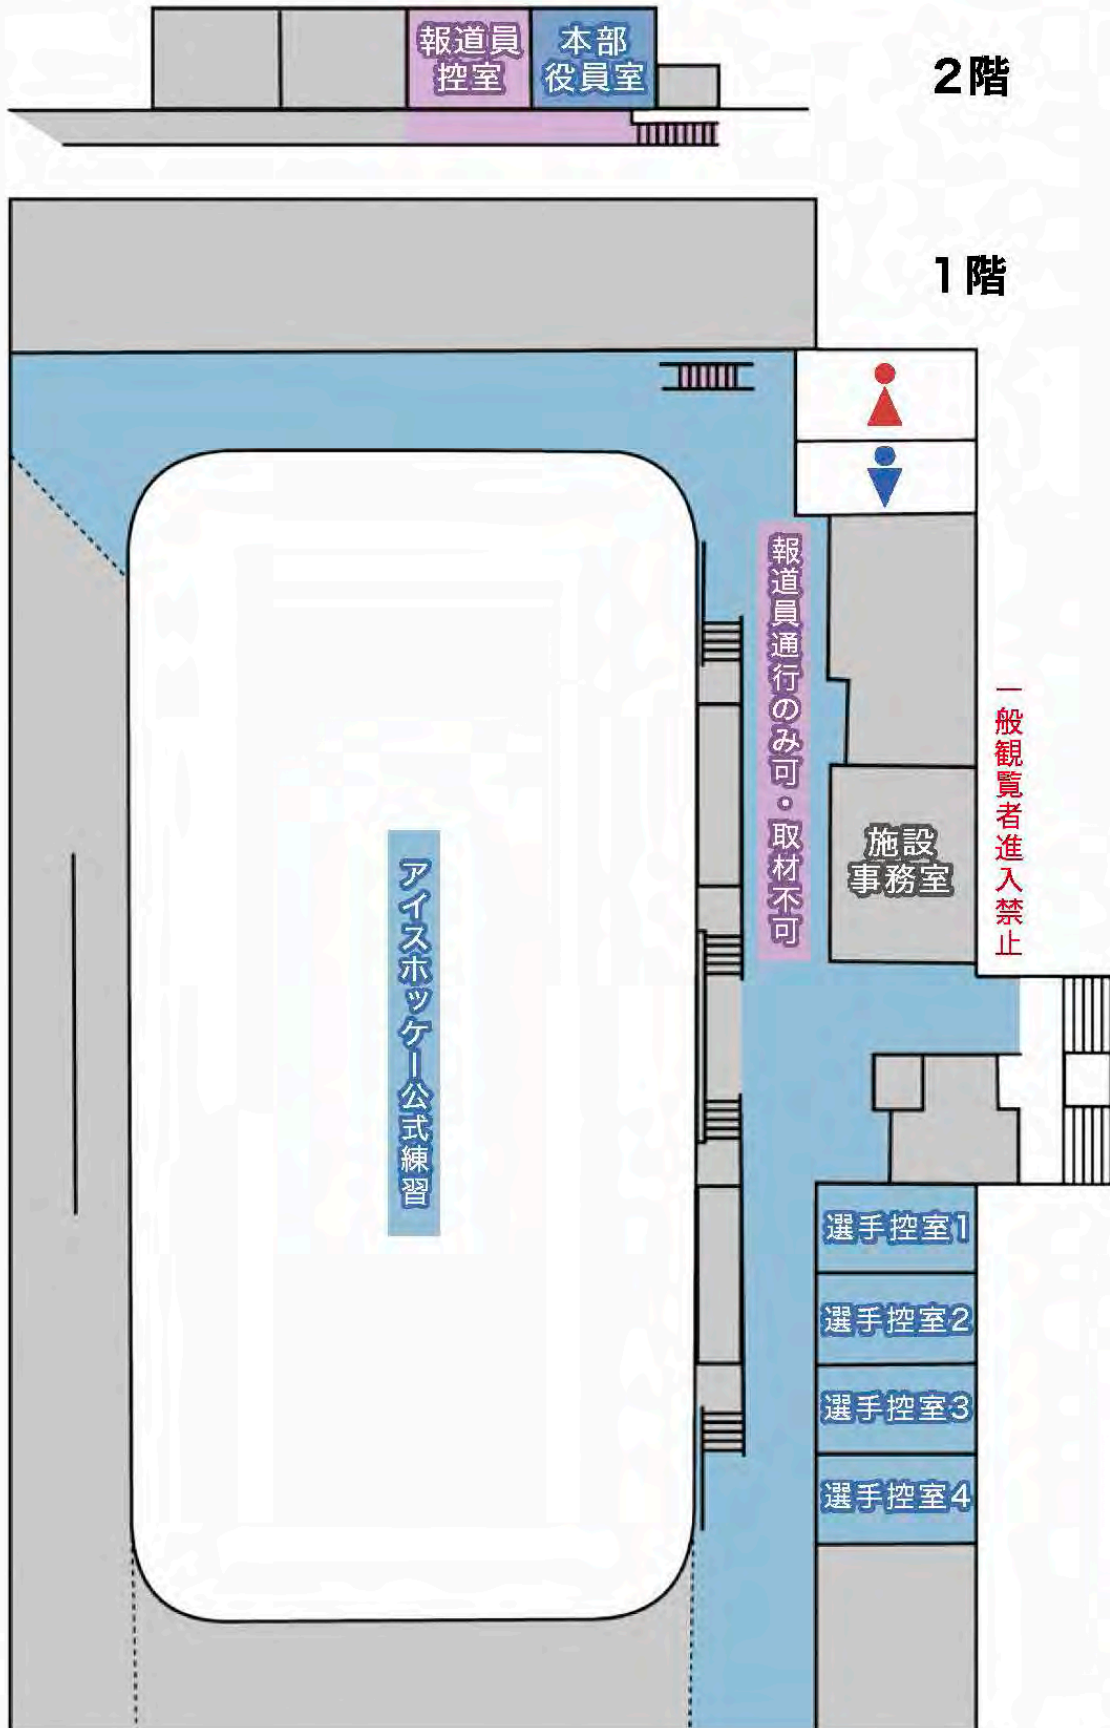 報道員
控室
本部
役員室
2階
1階
報道員通行のみ可・取材不可
一般観覧者進入禁止
施設
事務室
アイスホッケー公式練習
選手控室1
選手控室2
選手控室3
選手控室4